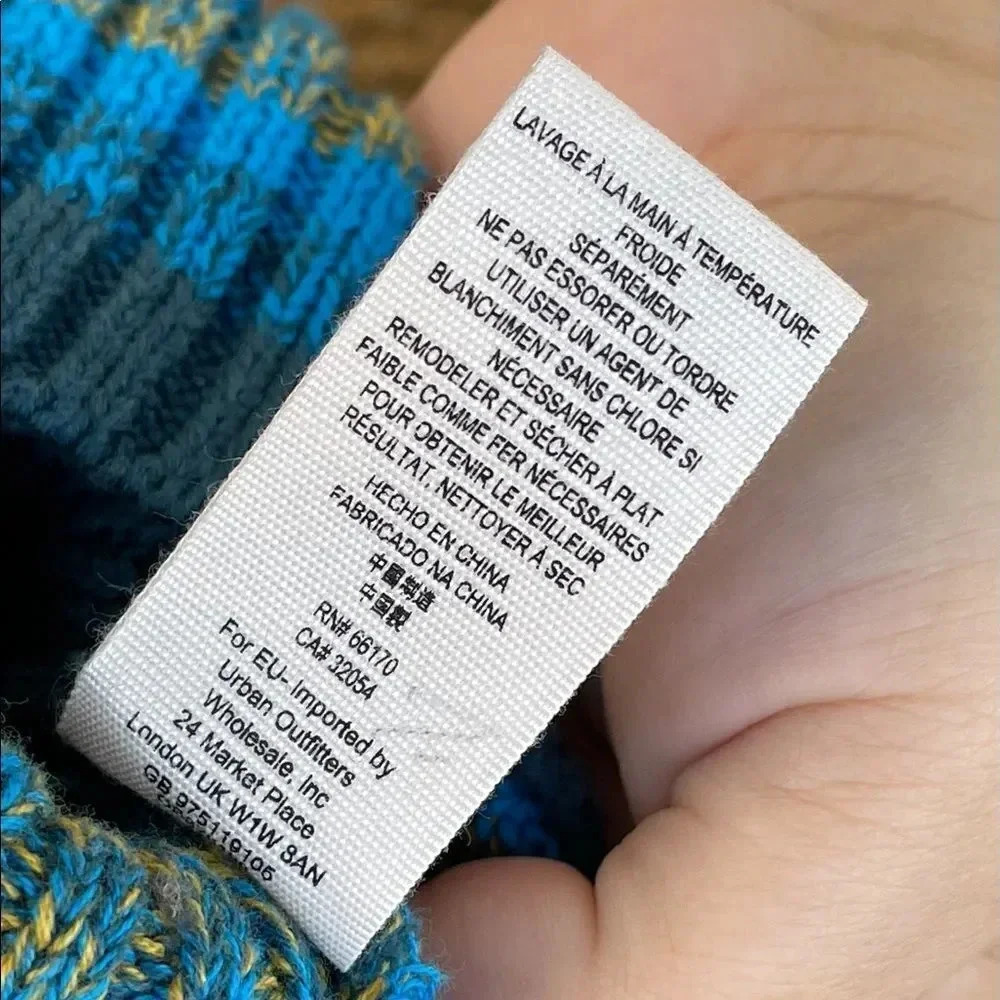 LAVAGE À LA MAIN À TEMPÉRATURE
FROIDE
SÉPARÉMENT
NE PAS ESSORER OU TORDRE
UTILISER UN AGENT DE
BLANCHIMENT SANS CHLORE SI
NÉCESSAIRE
REMODELER ET SÉCHER À PLAT
FAIBLE COMME FER NÉCESSAIRES
POUR OBTENIR LE MEILLEUR
RÉSULTAT, NETTOYER À SEC
HECHO EN CHINA
FABRICADO NA CHINA
中國製造
中國製
RN# 66170
CA# 32054
For EU- Imported by
Urban Outfitters
Wholesale, Inc
24 Market Place
London UK W1W 8AN
GB 975119105